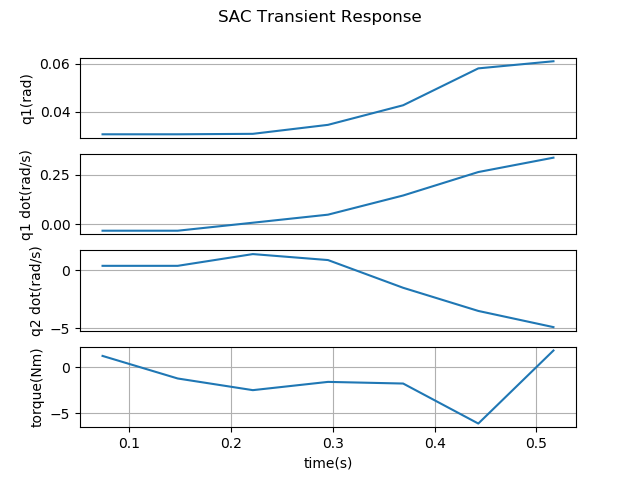 SAC Transient Response
q1(rad)
0.06
0.04
q1 dot(rad/s)
0.25
0.00
q2 dot(rad/s)
0
−5
torque(Nm)
0
−5
0.1 0.2 0.3 0.4 0.5
time(s)